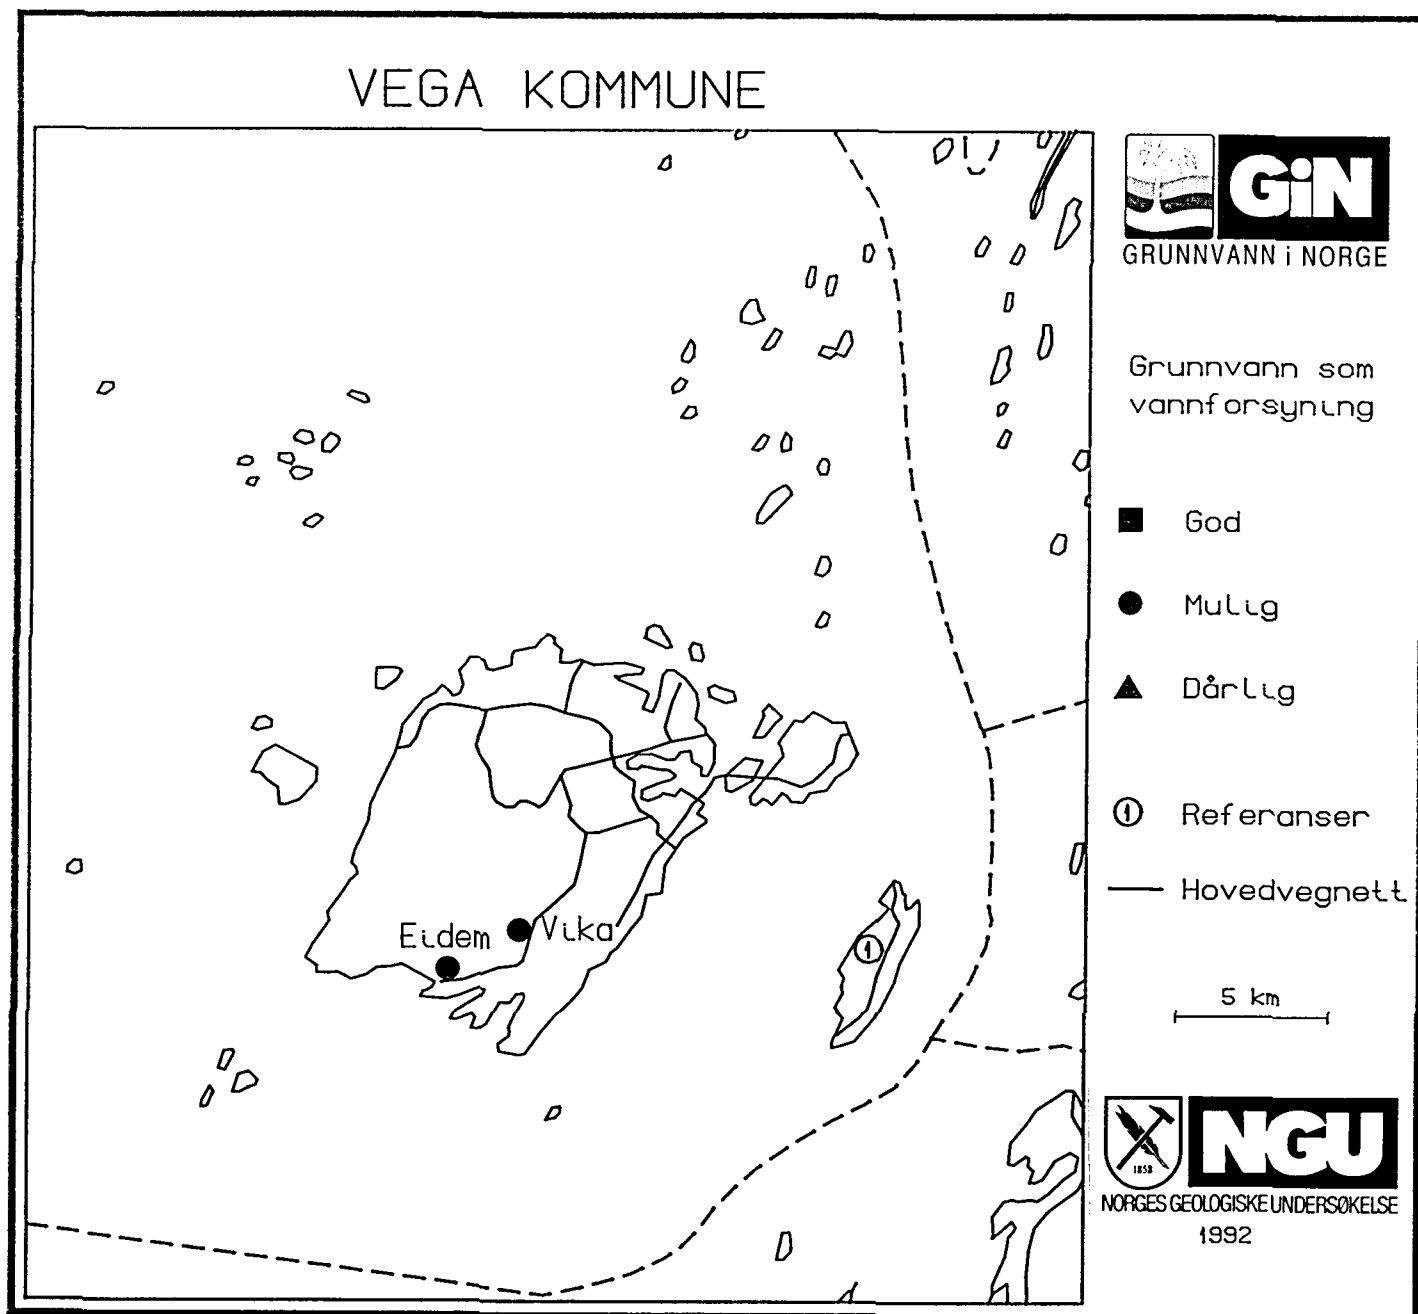 VEGA KOMMUNE
GiN
GRUNNVANN i NORGE
Grunnvann som
vannforsyning
God
Mulig
Dårlig
1 Referanser
Hovedvegnett
5 km
Eidem
Vika
1
1858
NGU
NORGES GEOLOGISKE UNDERSØKELSE
1992